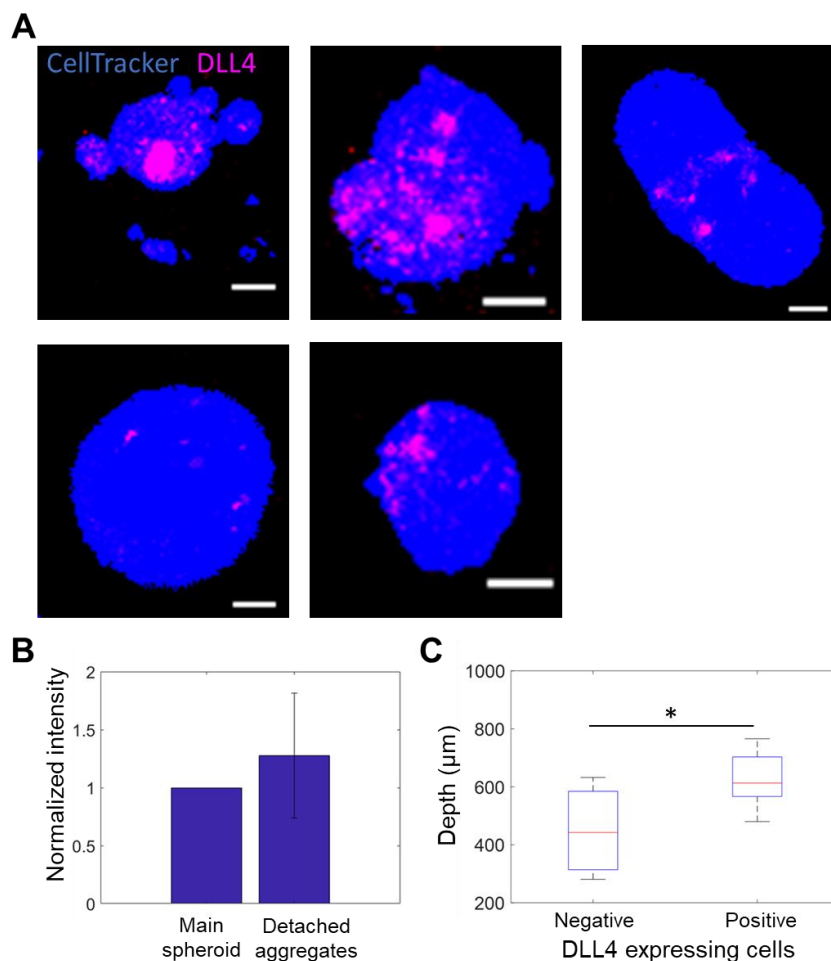 A
CellTracker DLL4
B
2
1.5
1
0.5
0
Normalized intensity
Main spheroid
Detached aggregates
C
1000
800
600
400
200
Depth (μm)
*
Negative
Positive
DLL4 expressing cells